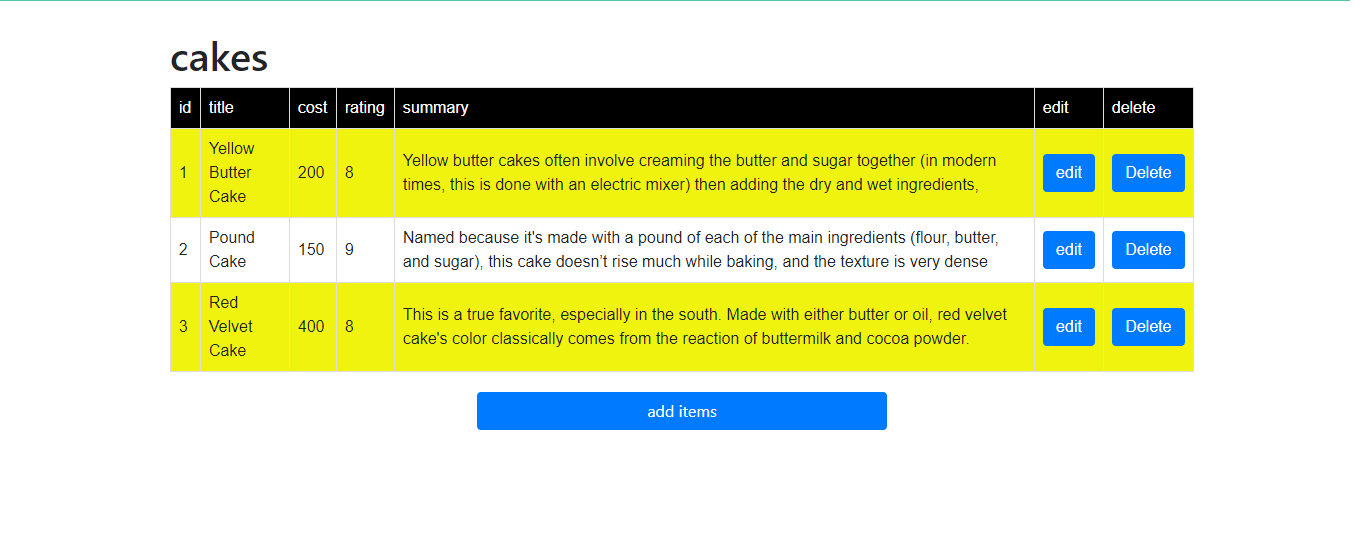 cakes
id title cost rating summary edit delete
1 Yellow Butter Cake 200 8 Yellow butter cakes often involve creaming the butter and sugar together (in modern times, this is done with an electric mixer) then adding the dry and wet ingredients, edit Delete
2 Pound Cake 150 9 Named because it's made with a pound of each of the main ingredients (flour, butter, and sugar), this cake doesn’t rise much while baking, and the texture is very dense edit Delete
3 Red Velvet Cake 400 8 This is a true favorite, especially in the south. Made with either butter or oil, red velvet cake's color classically comes from the reaction of buttermilk and cocoa powder. edit Delete
add items